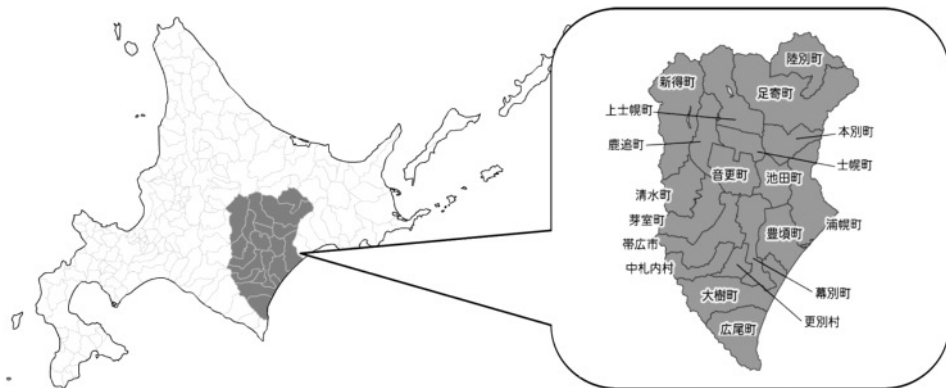 陸別町
新得町
足寄町
上士幌町
本別町
鹿追町
士幌町
音更町
池田町
清水町
芽室町
浦幌町
豊頃町
帯広市
中札内村
幕別町
大樹町
更別村
広尾町